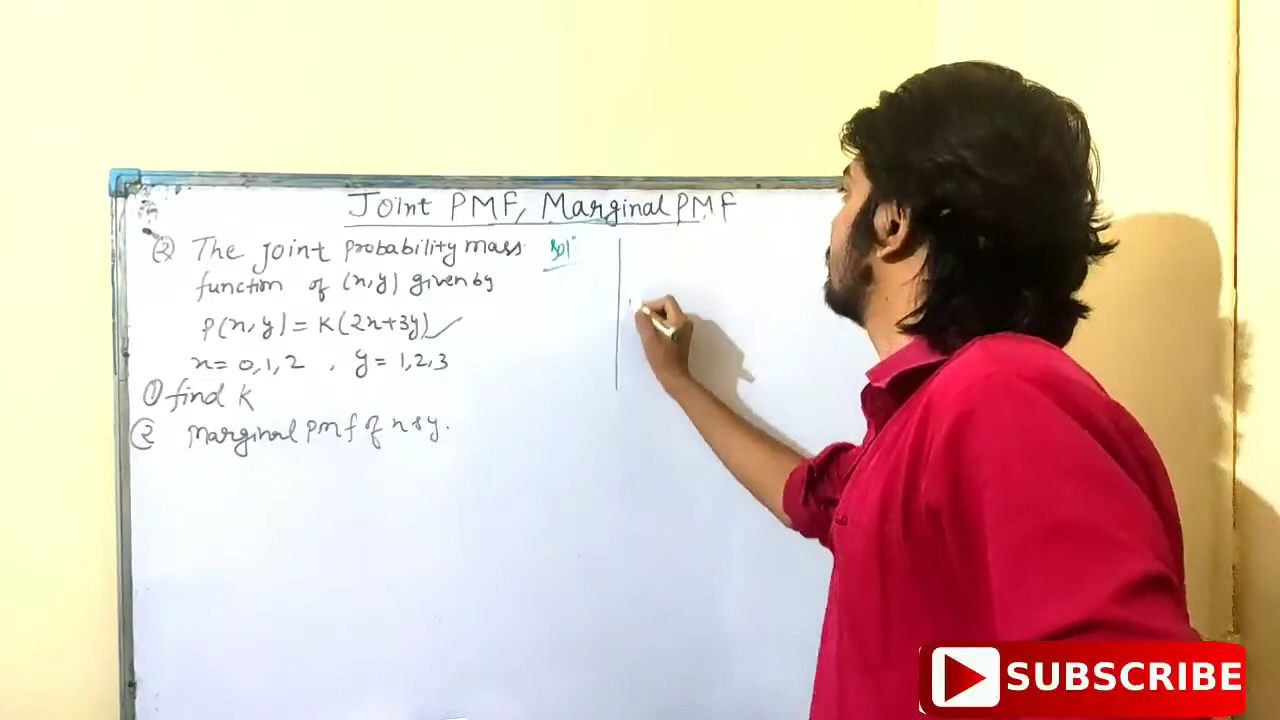 Joint PMF, Marginal PMF
② The joint probability mass
function of (x,y) given by
P(x,y) = K(2x+3y) ✓
x = 0,1,2 , y = 1,2,3
① find K
② Marginal pmf of x & y.
Sol
SUBSCRIBE